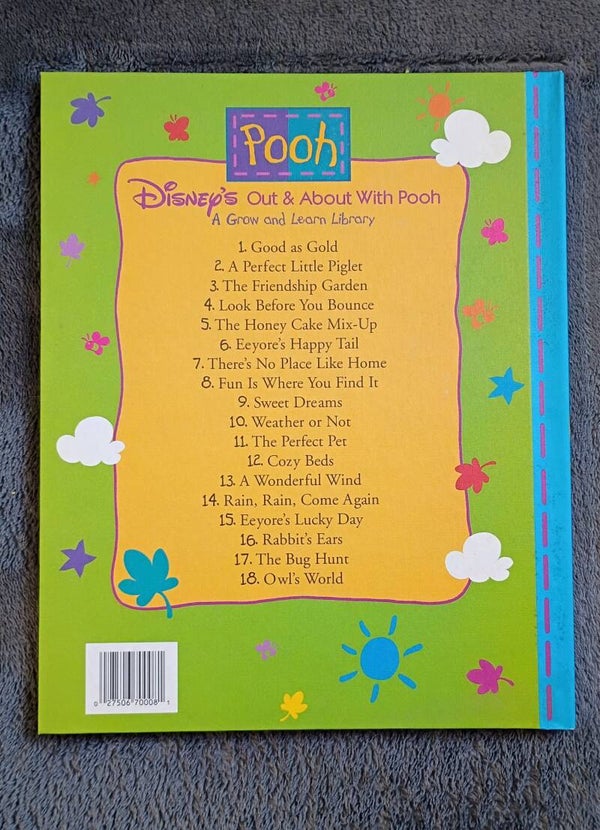 Pooh
Disney's Out & About With Pooh
A Grow and Learn Library
1. Good as Gold
2. A Perfect Little Piglet
3. The Friendship Garden
4. Look Before You Bounce
5. The Honey Cake Mix-Up
6. Eeyore's Happy Tail
7. There's No Place Like Home
8. Fun Is Where You Find It
9. Sweet Dreams
10. Weather or Not
11. The Perfect Pet
12. Cozy Beds
13. A Wonderful Wind
14. Rain, Rain, Come Again
15. Eeyore's Lucky Day
16. Rabbit's Ears
17. The Bug Hunt
18. Owl's World
0 27506 70008 1